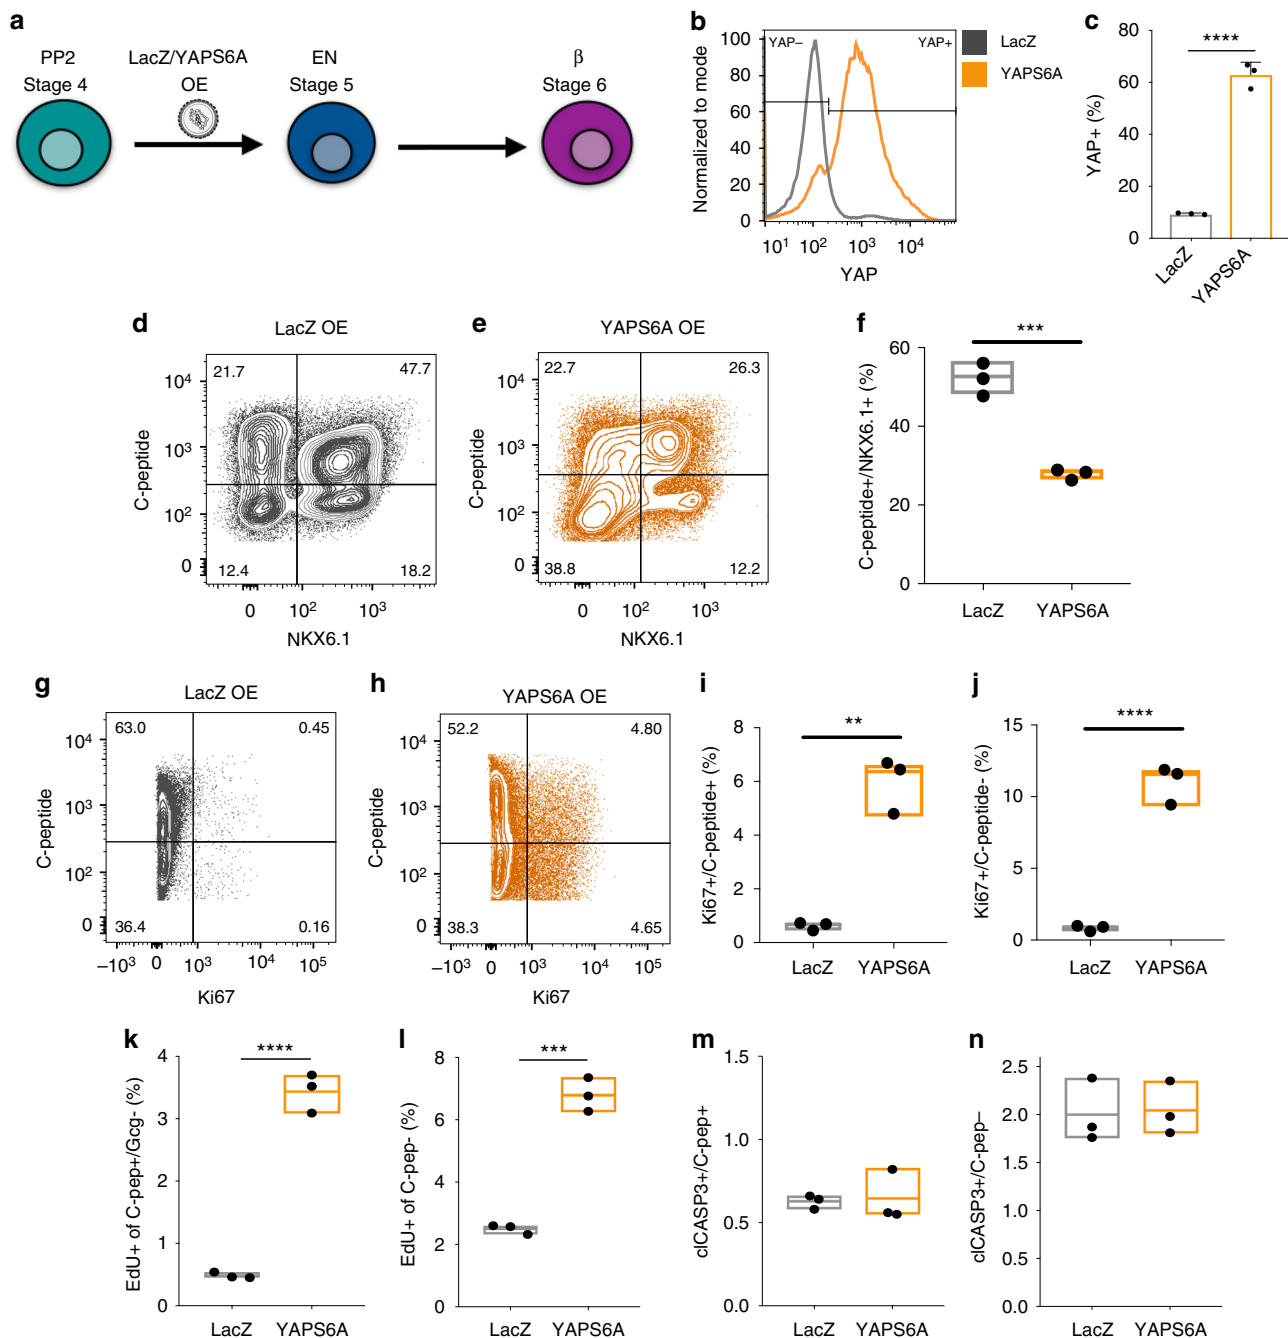 a
PP2
Stage 4
LacZ/YAPS6A
OE
EN
Stage 5
β
Stage 6
b
Normalized to mode
100
80
60
40
20
0
YAP–
YAP+
10¹ 10² 10³ 10⁴
YAP
LacZ
YAPS6A
c
YAP+ (%)
80
60
40
20
0
****
LacZ
YAPS6A
d
LacZ OE
C-peptide
10⁴
10³
10²
0
21.7
47.7
12.4
18.2
0 10² 10³
NKX6.1
e
YAPS6A OE
C-peptide
10⁴
10³
10²
0
22.7
26.3
38.8
12.2
0 10² 10³
NKX6.1
f
C-peptide+/NKX6.1+ (%)
60
40
20
0
***
LacZ YAPS6A
g
LacZ OE
C-peptide
10⁴
10³
10²
0
63.0
0.45
36.4
0.16
–10³ 0 10³ 10⁴ 10⁵
Ki67
h
YAPS6A OE
C-peptide
10⁴
10³
10²
0
52.2
4.80
38.3
4.65
–10³ 0 10³ 10⁴ 10⁵
Ki67
i
Ki67+/C-peptide+ (%)
8
6
4
2
0
**
LacZ YAPS6A
j
Ki67+/C-peptide- (%)
15
10
5
0
****
LacZ YAPS6A
k
EdU+ of C-pep+/Gcg- (%)
4
3
2
1
0
****
LacZ YAPS6A
l
EdU+ of C-pep- (%)
8
6
4
2
0
***
LacZ YAPS6A
m
clCASP3+/C-pep+
1.5
1.0
0.5
0.0
LacZ YAPS6A
n
clCASP3+/C-pep–
2.5
2.0
1.5
1.0
0.5
0.0
LacZ YAPS6A